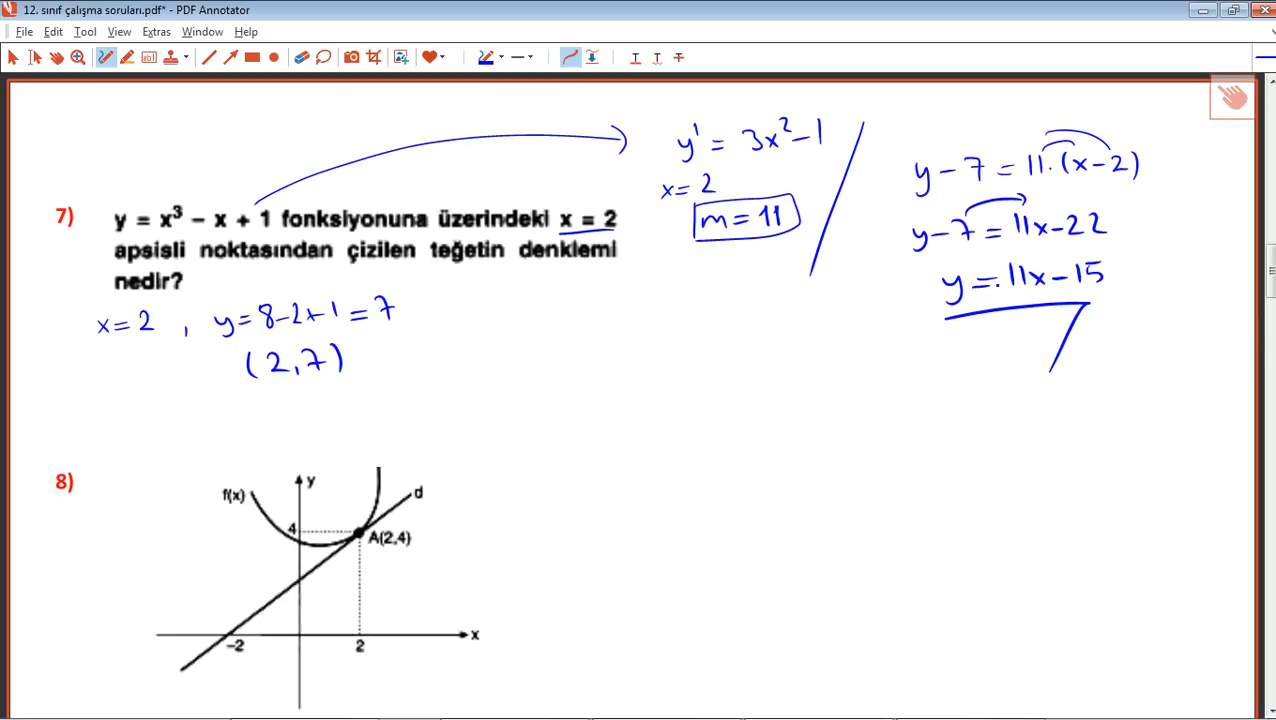 12. sınıf çalışma soruları.pdf* - PDF Annotator
File Edit Tool View Extras Window Help
7) y = x³ − x + 1 fonksiyonuna üzerindeki x = 2
apsisli noktasından çizilen teğetin denklemi
nedir?
x=2 , y=8-2+1=7
(2,7)
y' = 3x²-1
x=2
m=11
y-7=11.(x-2)
y-7=11x-22
y=.11x-15
8)
f(x)
y
d
4
A(2,4)
x
-2
2